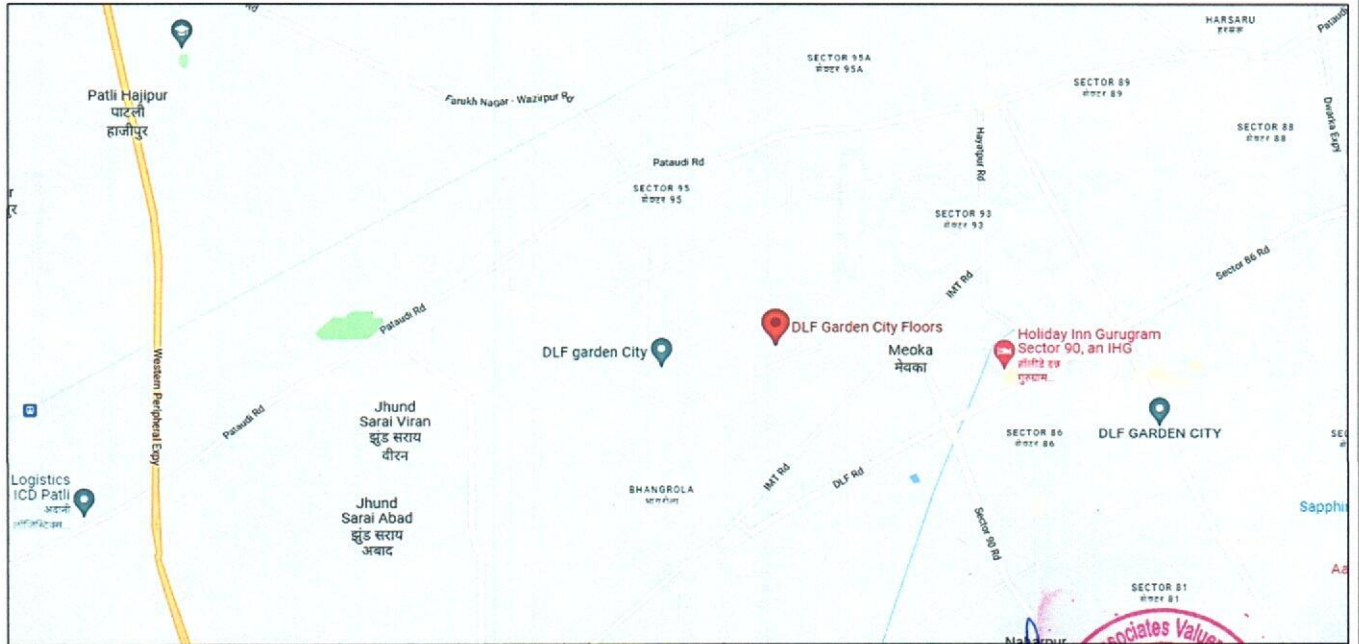 HARSARU
हरसरू
Pataudi
SECTOR 95A
सेक्टर 95A
SECTOR 89
सेक्टर 89
Patli Hajipur
पाटली
हाजीपुर
Farukh Nagar - Wazirpur Rd
Dwarka Expy
SECTOR 88
सेक्टर 88
Hayatpur Rd
Pataudi Rd
SECTOR 95
सेक्टर 95
SECTOR 93
सेक्टर 93
Sector 86 Rd
IMT Rd
Pataudi Rd
DLF Garden City Floors
Holiday Inn Gurugram
Sector 90, an IHG
गुरुग्राम...
DLF garden City
Meoka
मेवका
Western Peripheral Expy
Pataudi Rd
Jhund
Sarai Viran
झुंड सराय
वीरन
DLF GARDEN CITY
SECTOR 86
सेक्टर 86
IMT Rd
DLF Rd
Logistics
ICD Patli
अदानी
लॉजिस्टिक्स
BHANGROLA
भांगरोला
Jhund
Sarai Abad
झुंड सराय
अबाद
Sector 90 Rd
Sapphi
Aa
SECTOR 81
सेक्टर 81
Naharpur
sociates Value